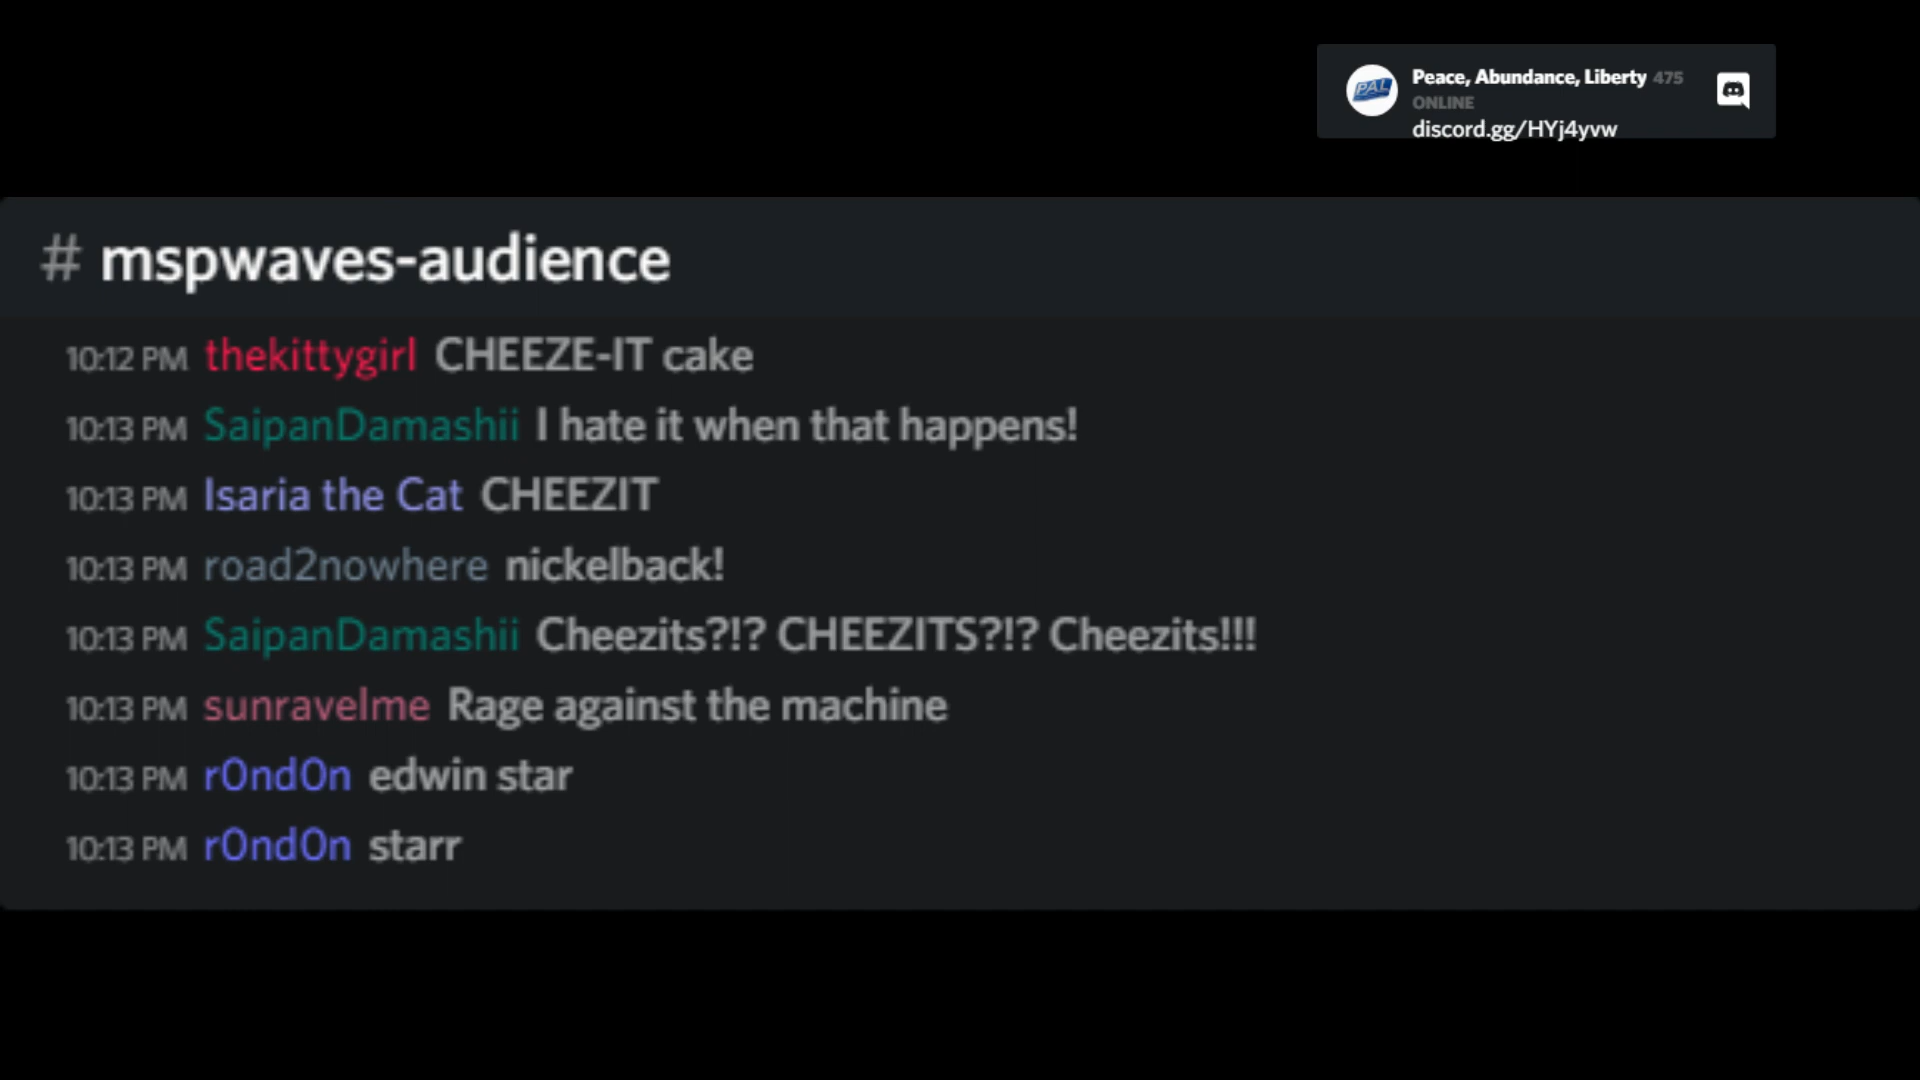 PAL
Peace, Abundance, Liberty 475
ONLINE
discord.gg/HYj4yvw
# mspwaves-audience
10:12 PM thekittygirl CHEEZE-IT cake
10:13 PM SaipanDamashii I hate it when that happens!
10:13 PM Isaria the Cat CHEEZIT
10:13 PM road2nowhere nickelback!
10:13 PM SaipanDamashii Cheezits?!? CHEEZITS?!? Cheezits!!!
10:13 PM sunravelme Rage against the machine
10:13 PM r0nd0n edwin star
10:13 PM r0nd0n starr